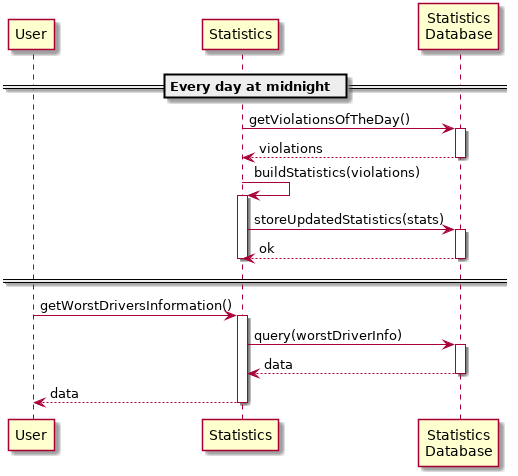 User
Statistics
Statistics
Database
Every day at midnight
getViolationsOfTheDay()
violations
buildStatistics(violations)
storeUpdatedStatistics(stats)
ok
getWorstDriversInformation()
query(worstDriverInfo)
data
data
User
Statistics
Statistics
Database